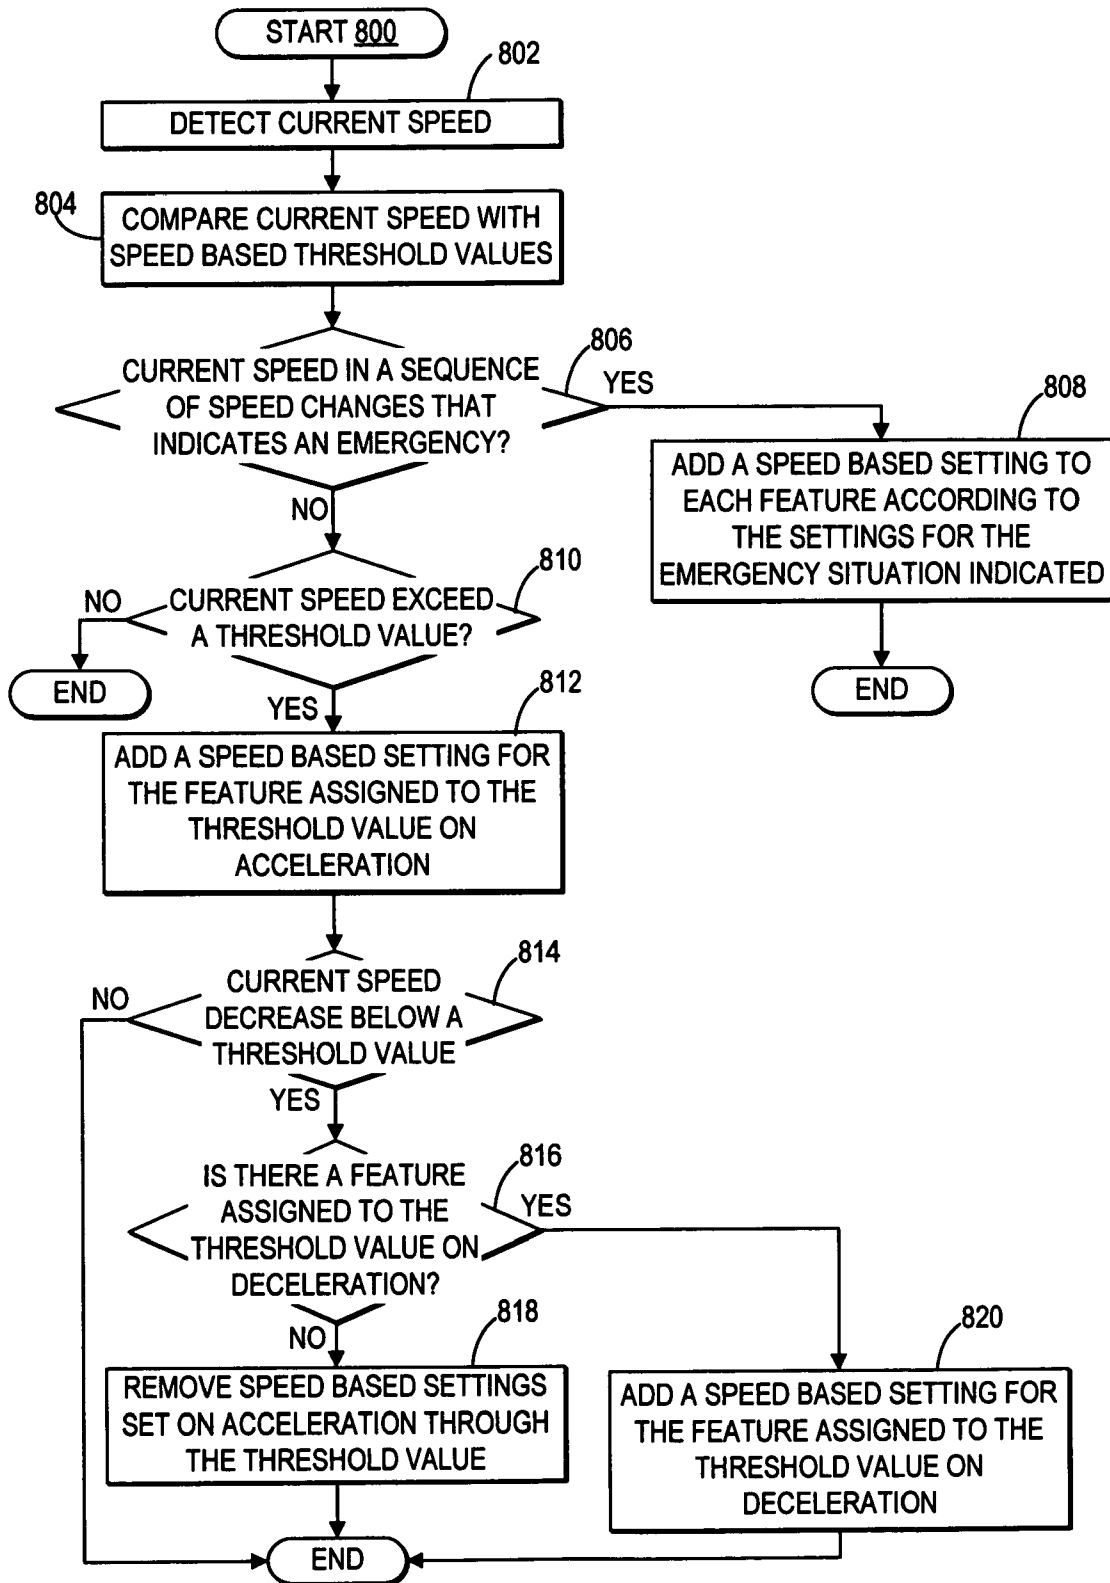 START 800
802
DETECT CURRENT SPEED
804
COMPARE CURRENT SPEED WITH
SPEED BASED THRESHOLD VALUES
806
CURRENT SPEED IN A SEQUENCE
OF SPEED CHANGES THAT
INDICATES AN EMERGENCY?
YES
808
ADD A SPEED BASED SETTING TO
EACH FEATURE ACCORDING TO
THE SETTINGS FOR THE
EMERGENCY SITUATION INDICATED
END
NO
810
CURRENT SPEED EXCEED
A THRESHOLD VALUE?
NO
END
YES
812
ADD A SPEED BASED SETTING FOR
THE FEATURE ASSIGNED TO THE
THRESHOLD VALUE ON
ACCELERATION
814
CURRENT SPEED
DECREASE BELOW A
THRESHOLD VALUE
NO
YES
816
IS THERE A FEATURE
ASSIGNED TO THE
THRESHOLD VALUE ON
DECELERATION?
YES
NO
818
REMOVE SPEED BASED SETTINGS
SET ON ACCELERATION THROUGH
THE THRESHOLD VALUE
820
ADD A SPEED BASED SETTING FOR
THE FEATURE ASSIGNED TO THE
THRESHOLD VALUE ON
DECELERATION
END